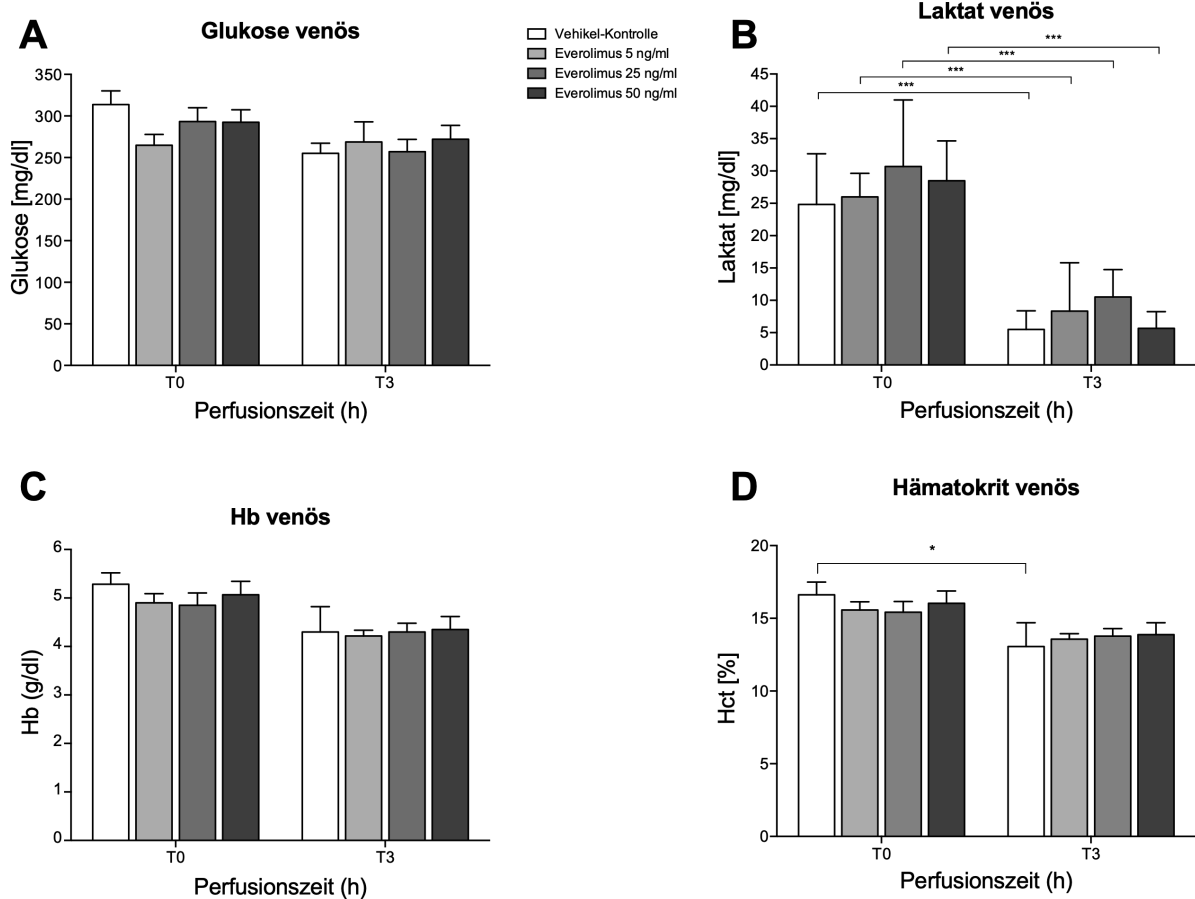 A
Glukose venös
Vehikel-Kontrolle
Everolimus 5 ng/ml
Everolimus 25 ng/ml
Everolimus 50 ng/ml
Glukose [mg/dl]
350
300
250
200
150
100
50
0
T0
T3
Perfusionszeit (h)
B
Laktat venös
***
***
***
***
Laktat [mg/dl]
45
40
35
30
25
20
15
10
5
0
T0
T3
Perfusionszeit (h)
C
Hb venös
Hb (g/dl)
6
5
4
3
2
1
0
T0
T3
Perfusionszeit (h)
D
Hämatokrit venös
*
Hct [%]
20
15
10
5
0
T0
T3
Perfusionszeit (h)